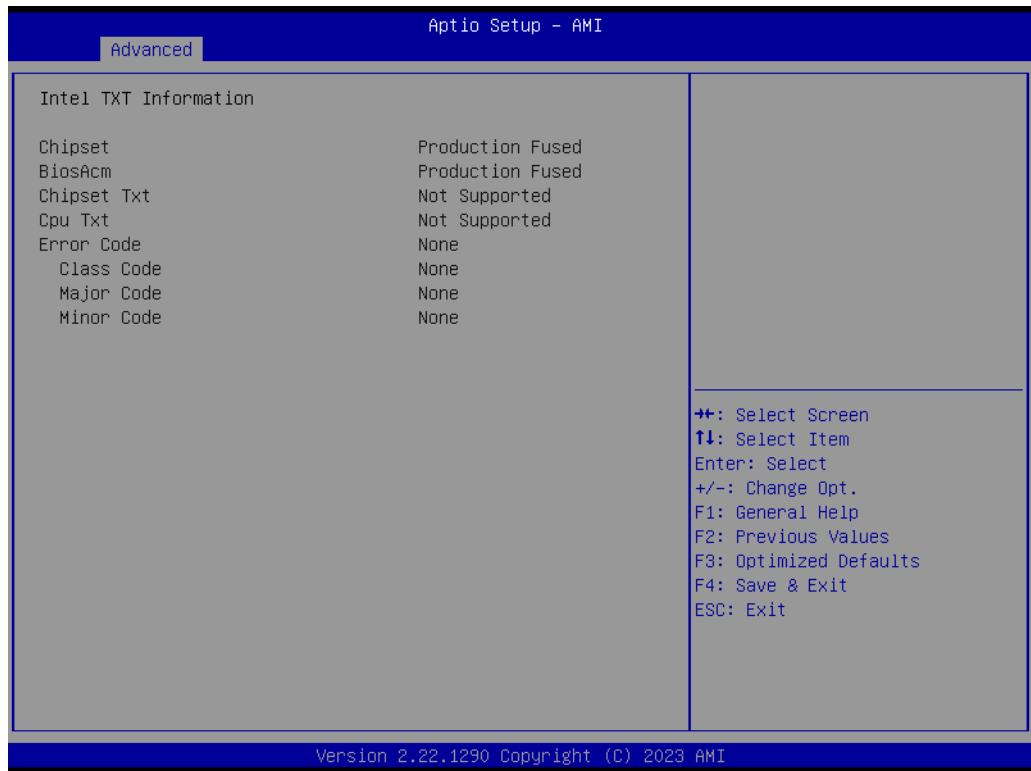 Aptio Setup – AMI
Advanced
Intel TXT Information
Chipset Production Fused
BiosAcm Production Fused
Chipset Txt Not Supported
Cpu Txt Not Supported
Error Code None
Class Code None
Major Code None
Minor Code None
→←: Select Screen
↑↓: Select Item
Enter: Select
+/-: Change Opt.
F1: General Help
F2: Previous Values
F3: Optimized Defaults
F4: Save & Exit
ESC: Exit
Version 2.22.1290 Copyright (C) 2023 AMI